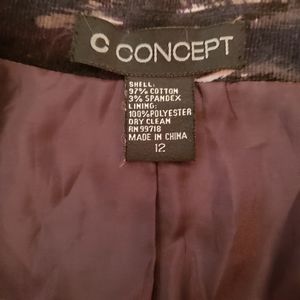 C CONCEPT
SHELL:
97% COTTON
3% SPANDEX
LINING:
100%POLYESTER
DRY CLEAN
RN 99718
MADE IN CHINA
12